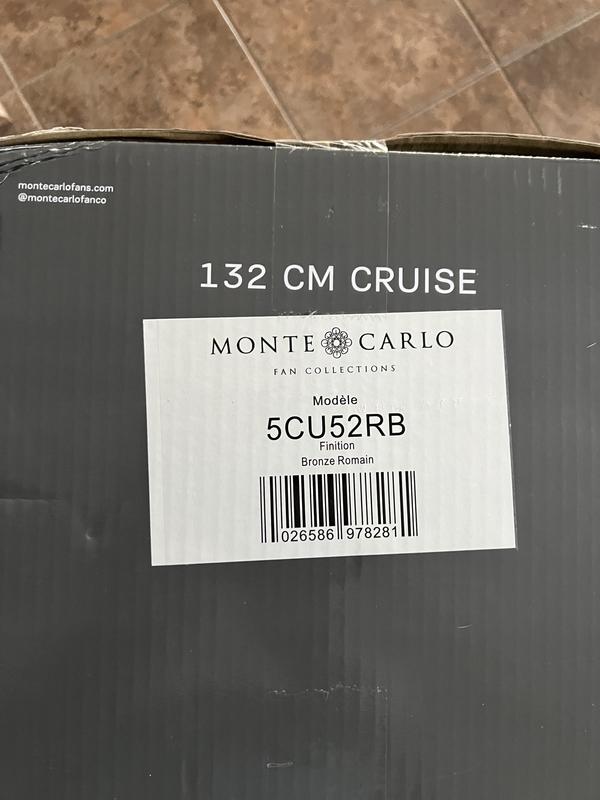 montecarlofans.com
@montecarlofanco
132 CM CRUISE
MONTE CARLO
FAN COLLECTIONS
Modèle
5CU52RB
Finition
Bronze Romain
026586 978281